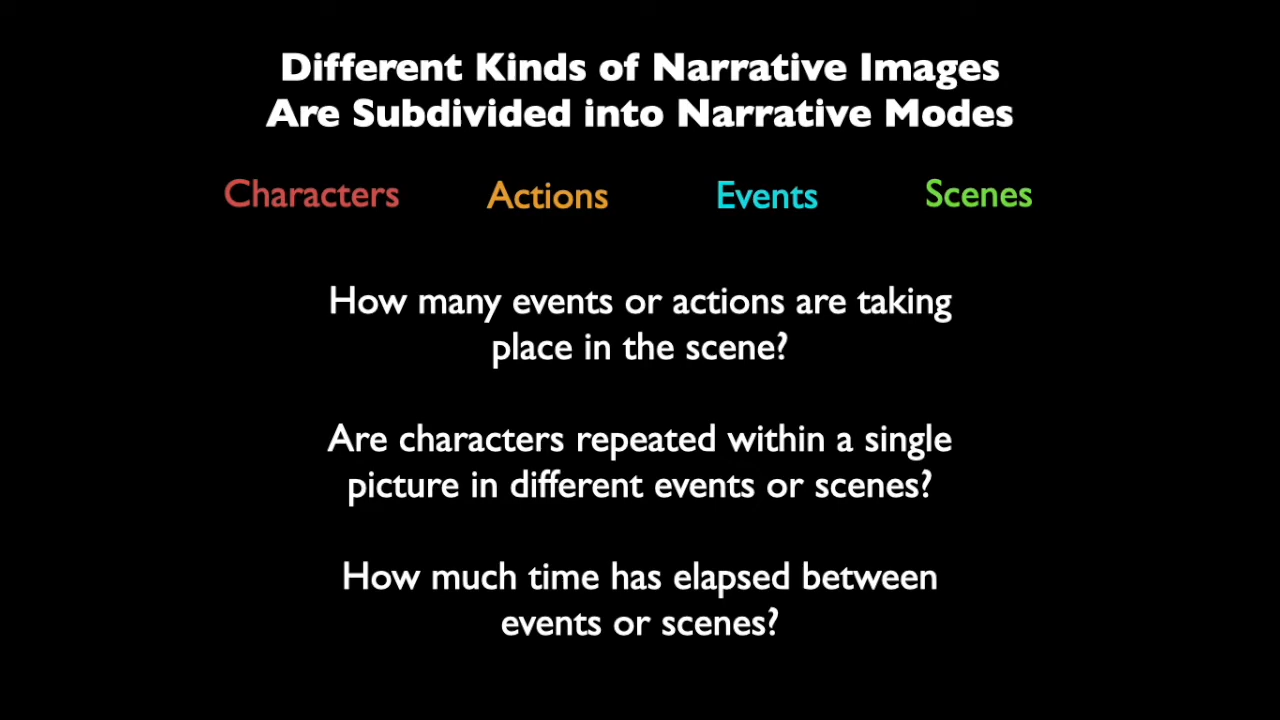 Different Kinds of Narrative Images
Are Subdivided into Narrative Modes
Characters Actions Events Scenes
How many events or actions are taking
place in the scene?
Are characters repeated within a single
picture in different events or scenes?
How much time has elapsed between
events or scenes?